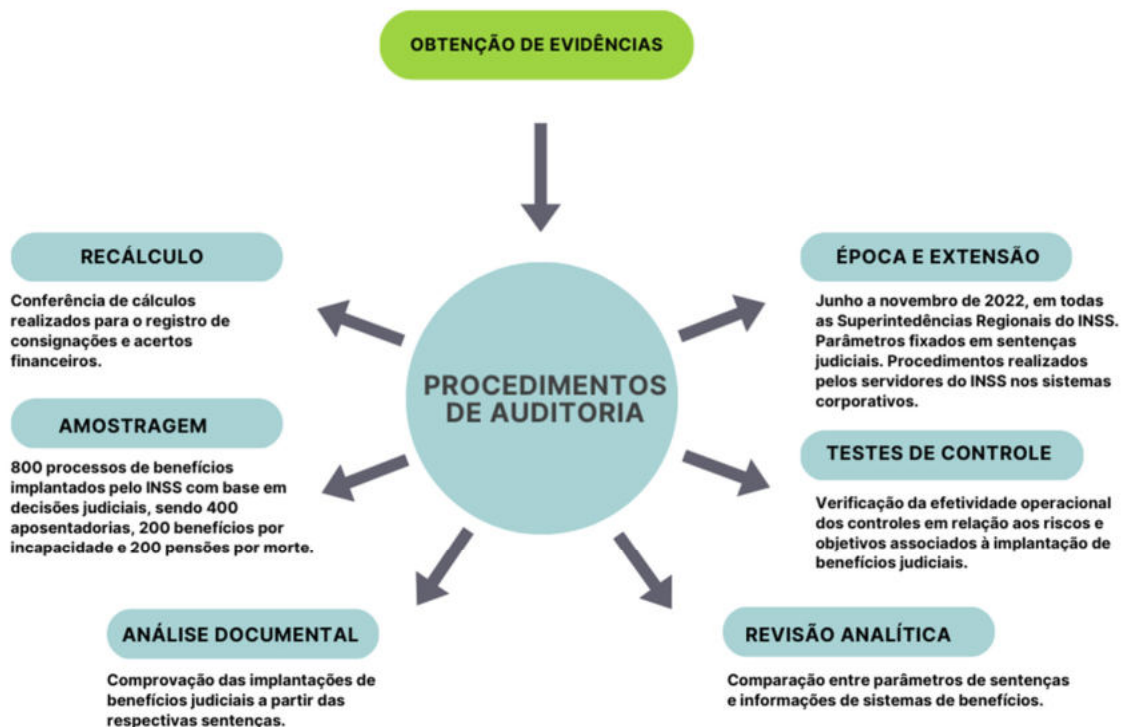 OBTENÇÃO DE EVIDÊNCIAS
RECÁLCULO
Conferência de cálculos
realizados para o registro de
consignações e acertos
financeiros.
AMOSTRAGEM
800 processos de benefícios
implantados pelo INSS com base em
decisões judiciais, sendo 400
aposentadorias, 200 benefícios por
incapacidade e 200 pensões por morte.
ANÁLISE DOCUMENTAL
Comprovação das implantações de
benefícios judiciais a partir das
respectivas sentenças.
PROCEDIMENTOS
DE AUDITORIA
ÉPOCA E EXTENSÃO
Junho a novembro de 2022, em todas
as Superintedências Regionais do INSS.
Parâmetros fixados em sentenças
judiciais. Procedimentos realizados
pelos servidores do INSS nos sistemas
corporativos.
TESTES DE CONTROLE
Verificação da efetividade operacional
dos controles em relação aos riscos e
objetivos associados à implantação de
benefícios judiciais.
REVISÃO ANALÍTICA
Comparação entre parâmetros de sentenças
e informações de sistemas de benefícios.